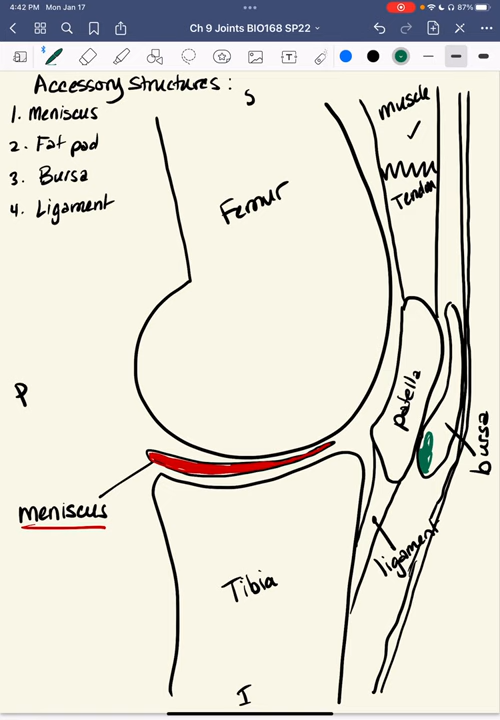 4:42 PM Mon Jan 17
87%
Ch 9 Joints BIO168 SP22
Accessory structures:
S
1. Meniscus
2. Fat pad
3. Bursa
4. Ligament
muscle
Tendon
Femur
P
patella
bursa
meniscus
ligament
Tibia
I